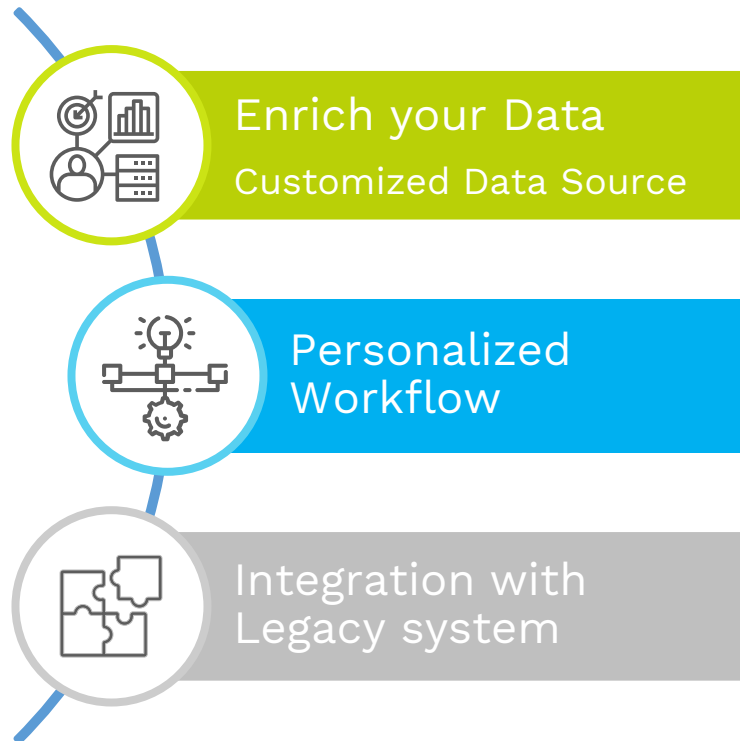 Enrich your Data
Customized Data Source
Personalized
Workflow
Integration with
Legacy system